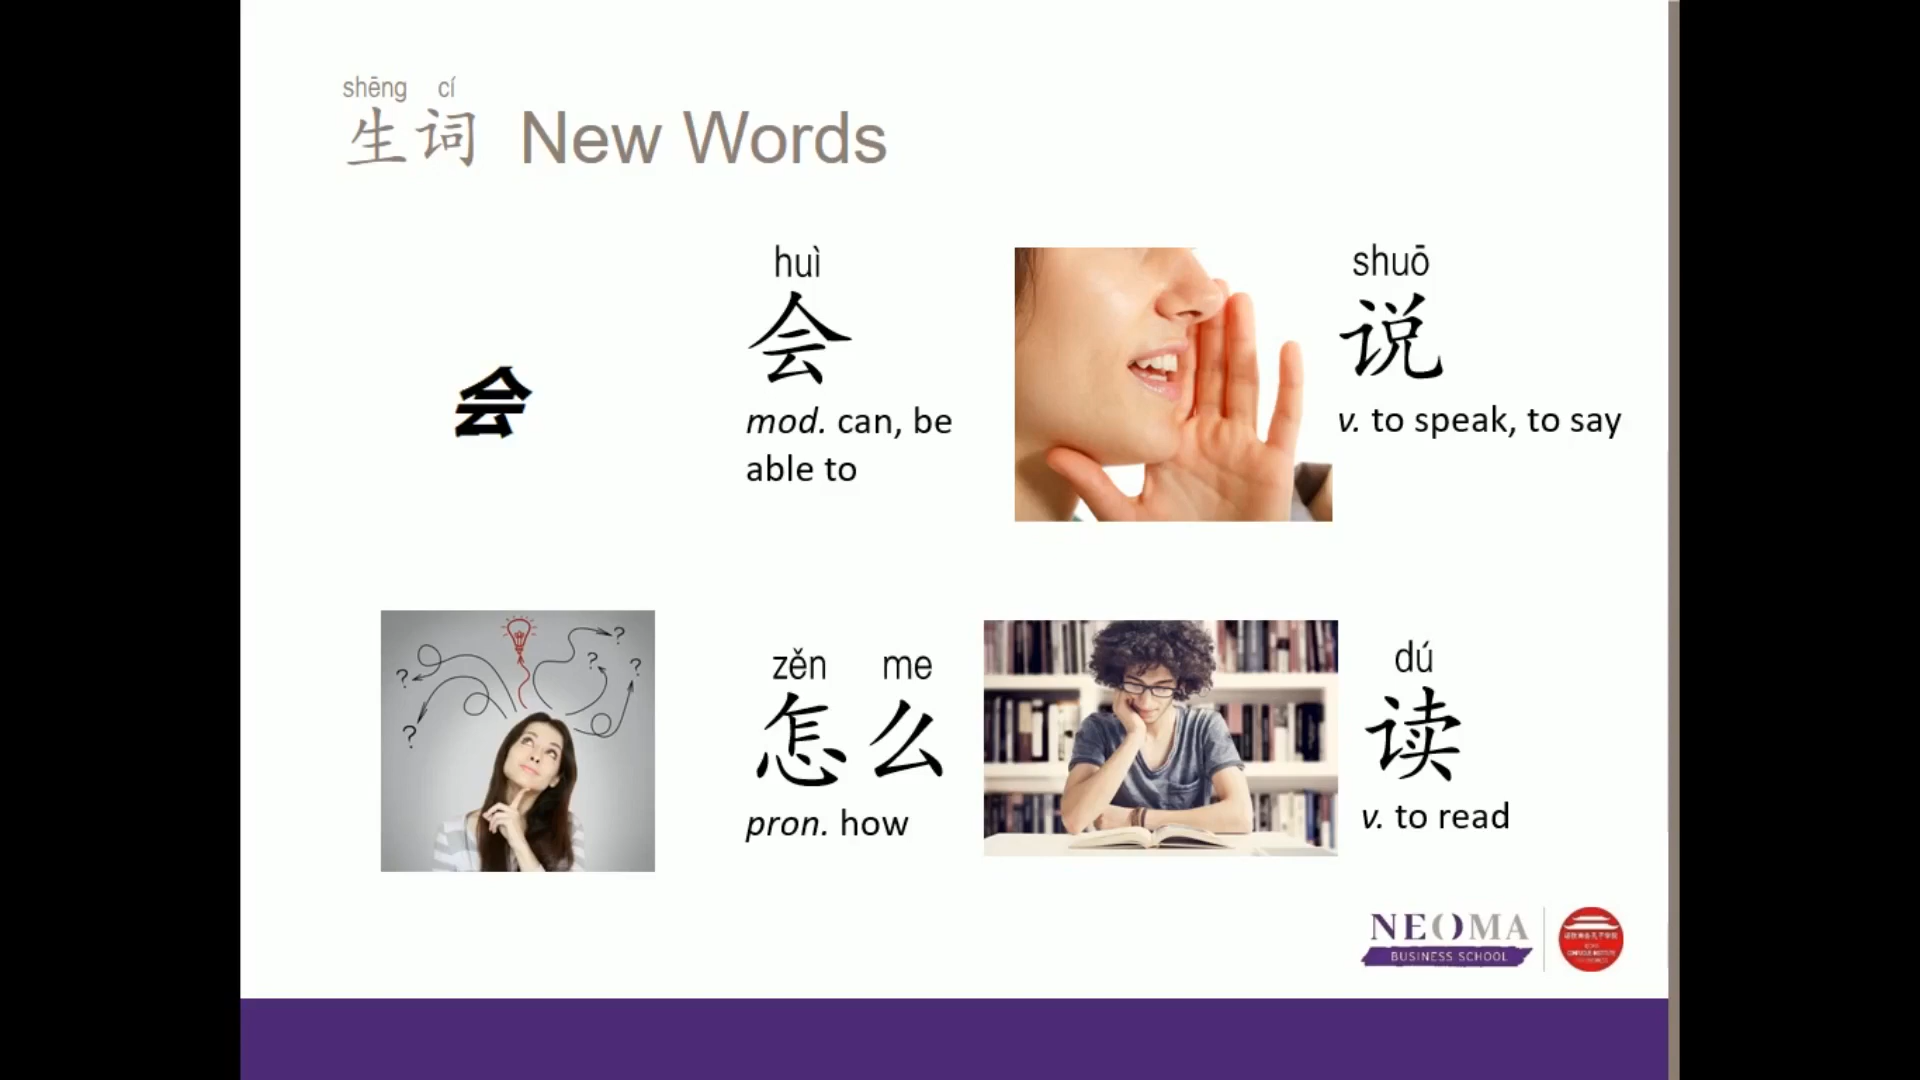 shēng cí
生词 New Words
会
huì
会
mod. can, be
able to
shuō
说
v. to speak, to say
? ? ? ? ?
zěn me
怎么
pron. how
dú
读
v. to read
NEOMA
BUSINESS SCHOOL